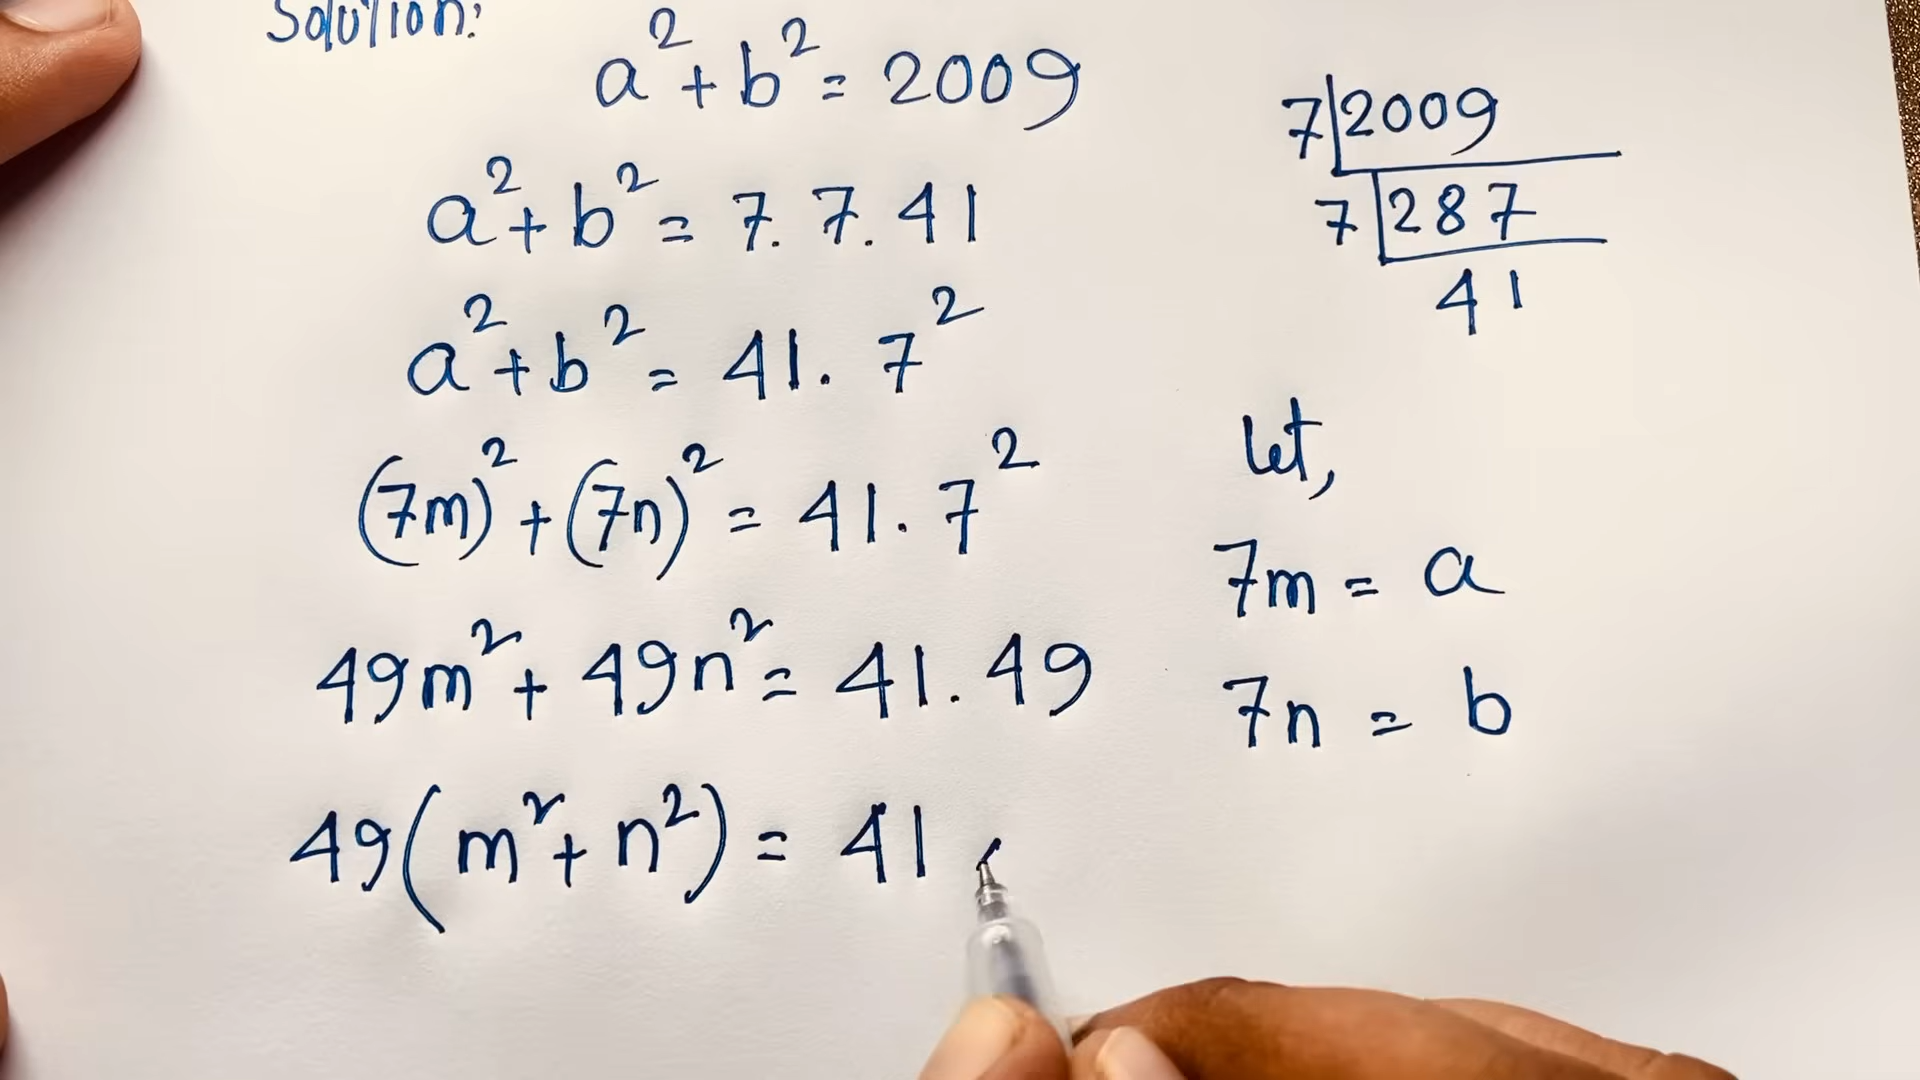 Solution:
a² + b² = 2009
a² + b² = 7. 7. 41
a² + b² = 41. 7²
(7m)² + (7n)² = 41. 7²
49m² + 49n² = 41. 49
49(m² + n²) = 41
7|2009
7|287
41
let,
7m = a
7n = b